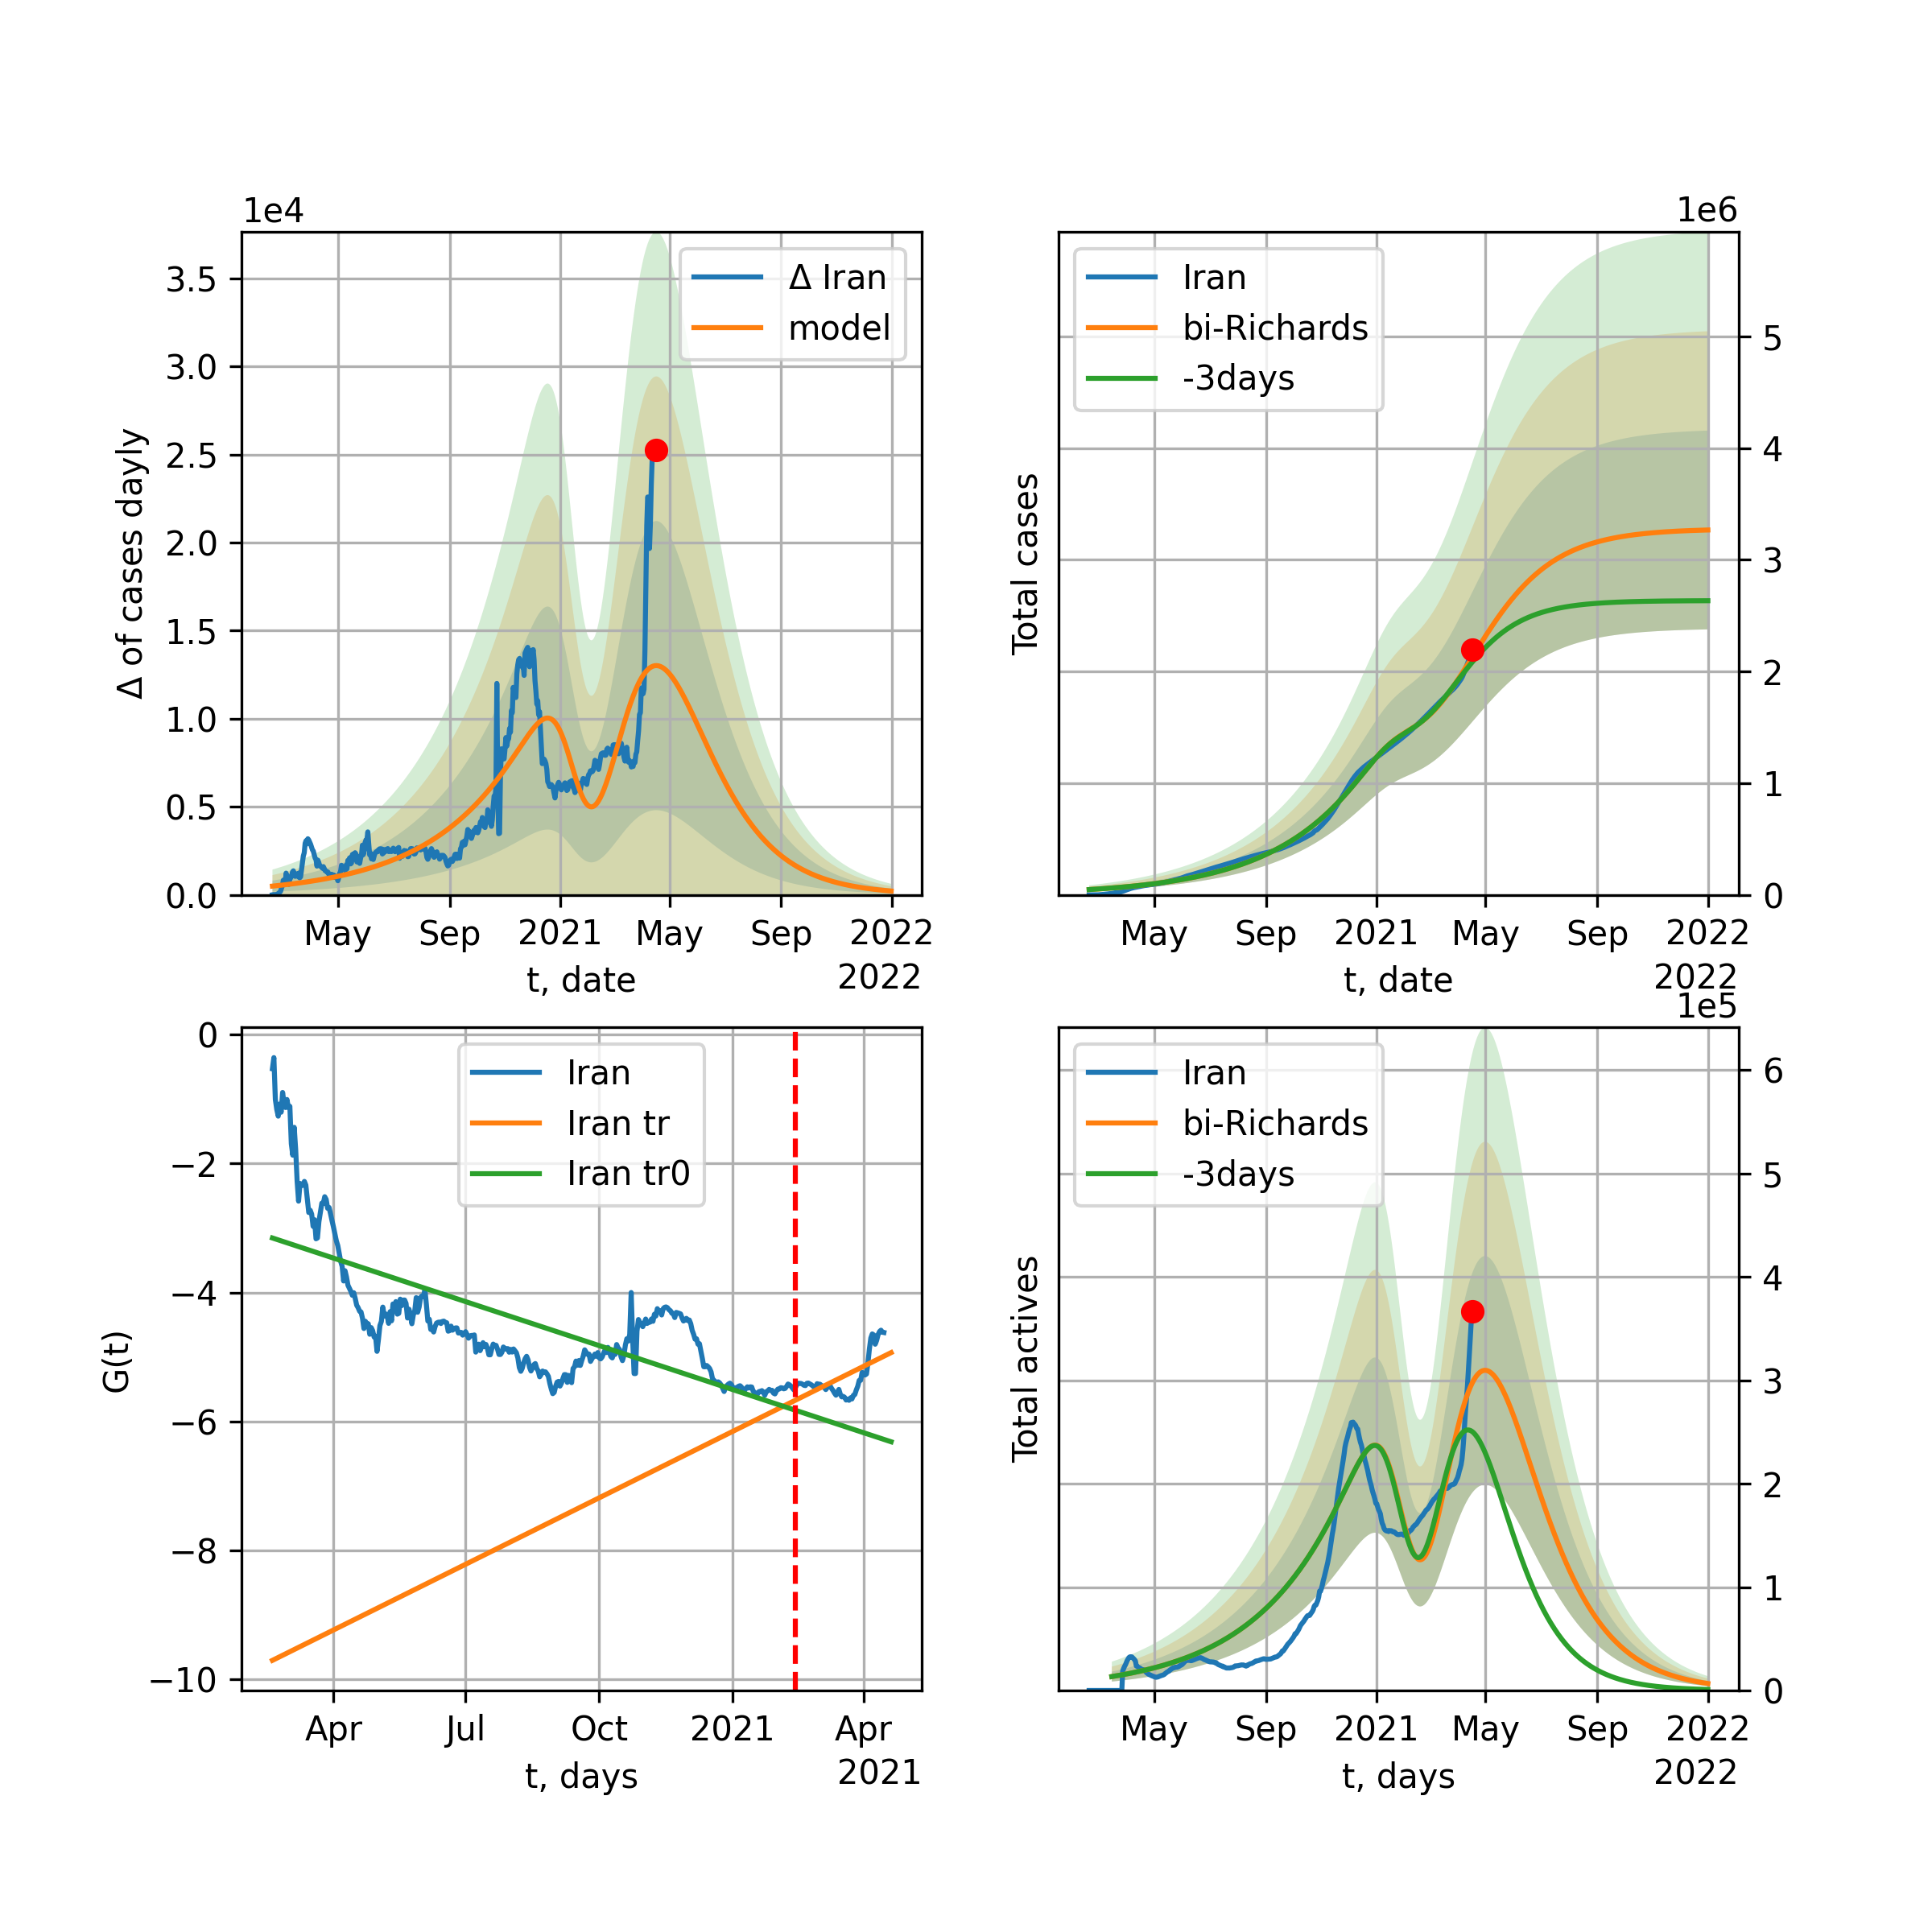 1e4
Δ of cases dayly
3.5
3.0
2.5
2.0
1.5
1.0
0.5
0.0
Δ Iran
model
May Sep 2021 May Sep 2022
t, date
2022
1e6
Total cases
Iran
bi-Richards
-3days
5
4
3
2
1
0
May Sep 2021 May Sep 2022
t, date
2022
G(t)
0
−2
−4
−6
−8
−10
Iran
Iran tr
Iran tr0
Apr Jul Oct 2021 Apr
t, days
2021
1e5
Total actives
Iran
bi-Richards
-3days
6
5
4
3
2
1
0
May Sep 2021 May Sep 2022
t, days
2022